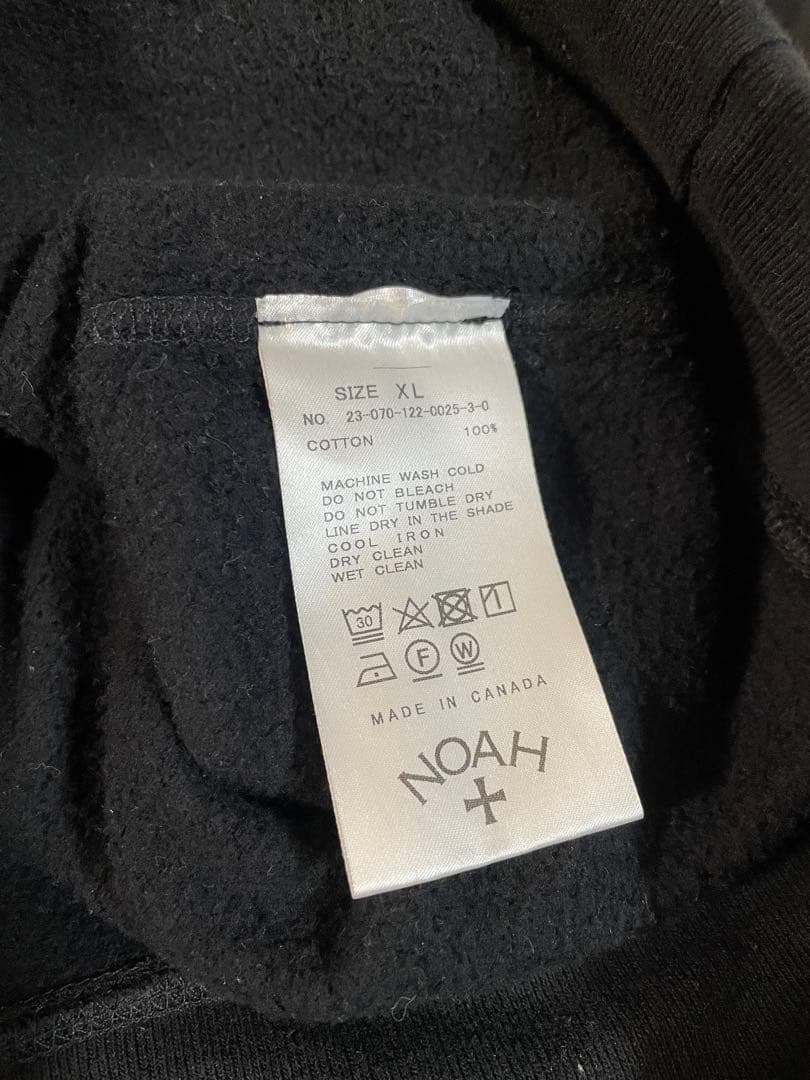 SIZE XL
NO. 23-070-122-0025-3-0
COTTON 100%
MACHINE WASH COLD
DO NOT BLEACH
DO NOT TUMBLE DRY
LINE DRY IN THE SHADE
COOL IRON
DRY CLEAN
WET CLEAN
30
F W
MADE IN CANADA
NOAH